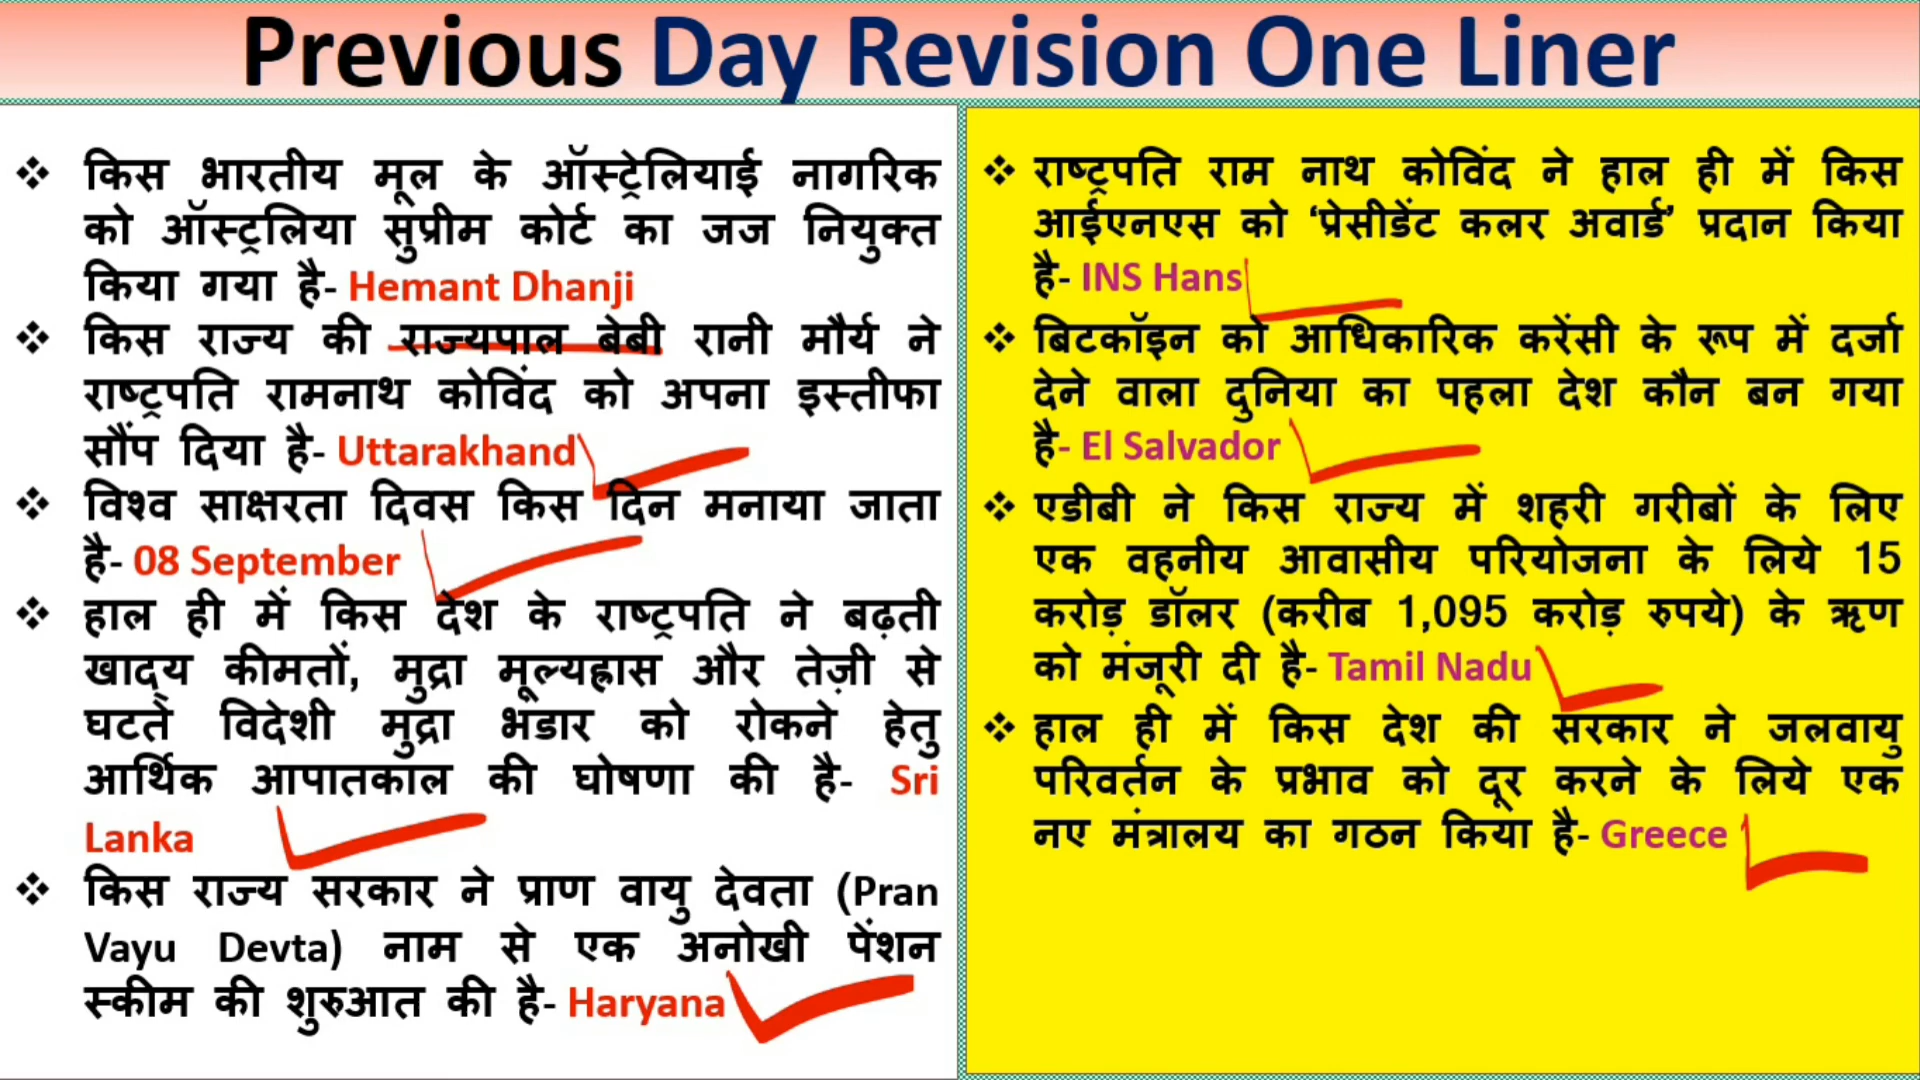 Previous Day Revision One Liner
❖ किस भारतीय मूल के ऑस्ट्रेलियाई नागरिक
को ऑस्ट्रलिया सुप्रीम कोर्ट का जज नियुक्त
किया गया है- Hemant Dhanji
❖ किस राज्य की राज्यपाल बेबी रानी मौर्य ने
राष्ट्रपति रामनाथ कोविंद को अपना इस्तीफा
सौंप दिया है- Uttarakhand
❖ विश्व साक्षरता दिवस किस दिन मनाया जाता
है- 08 September
❖ हाल ही में किस देश के राष्ट्रपति ने बढ़ती
खाद्य कीमतों, मुद्रा मूल्यह्रास और तेज़ी से
घटते विदेशी मुद्रा भंडार को रोकने हेतु
आर्थिक आपातकाल की घोषणा की है- Sri
Lanka
❖ किस राज्य सरकार ने प्राण वायु देवता (Pran
Vayu Devta) नाम से एक अनोखी पेंशन
स्कीम की शुरुआत की है- Haryana
❖ राष्ट्रपति राम नाथ कोविंद ने हाल ही में किस
आईएनएस को ‘प्रेसीडेंट कलर अवार्ड’ प्रदान किया
है- INS Hans
❖ बिटकॉइन को आधिकारिक करेंसी के रूप में दर्जा
देने वाला दुनिया का पहला देश कौन बन गया
है- El Salvador
❖ एडीबी ने किस राज्य में शहरी गरीबों के लिए
एक वहनीय आवासीय परियोजना के लिये 15
करोड़ डॉलर (करीब 1,095 करोड़ रुपये) के ऋण
को मंजूरी दी है- Tamil Nadu
❖ हाल ही में किस देश की सरकार ने जलवायु
परिवर्तन के प्रभाव को दूर करने के लिये एक
नए मंत्रालय का गठन किया है- Greece